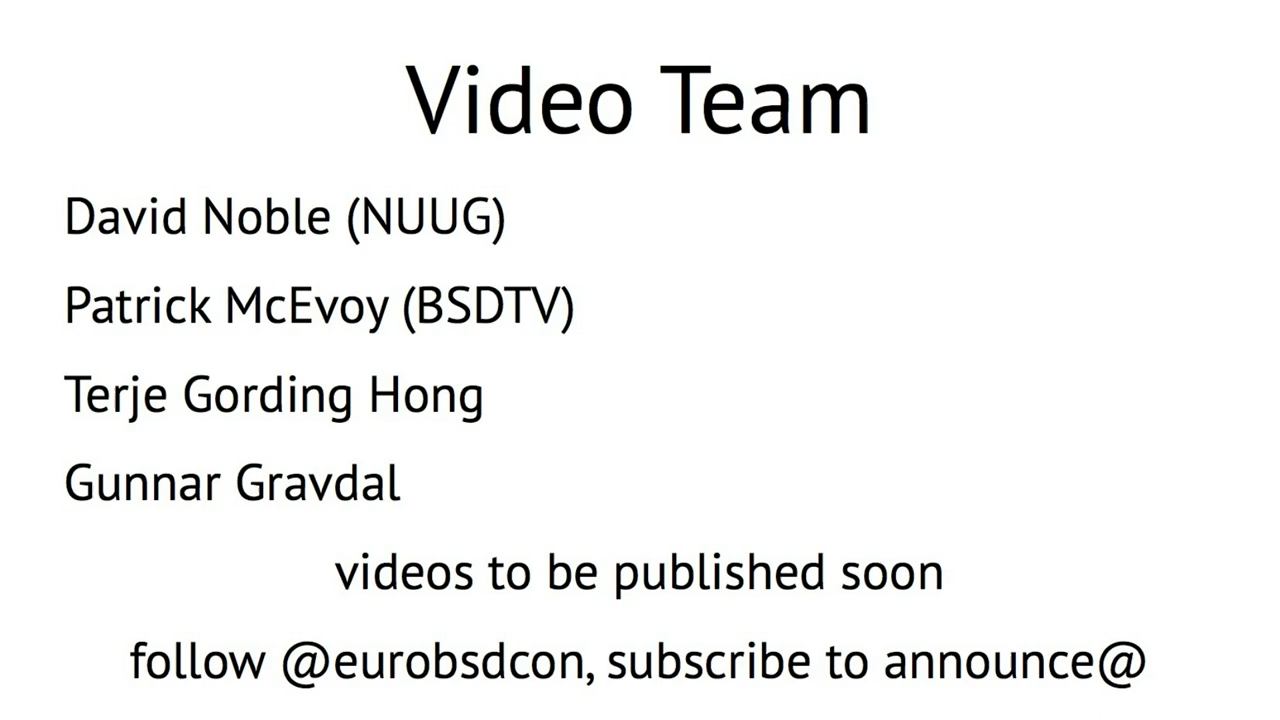 Video Team
David Noble (NUUG)
Patrick McEvoy (BSDTV)
Terje Gording Hong
Gunnar Gravdal
videos to be published soon
follow @eurobsdcon, subscribe to announce@